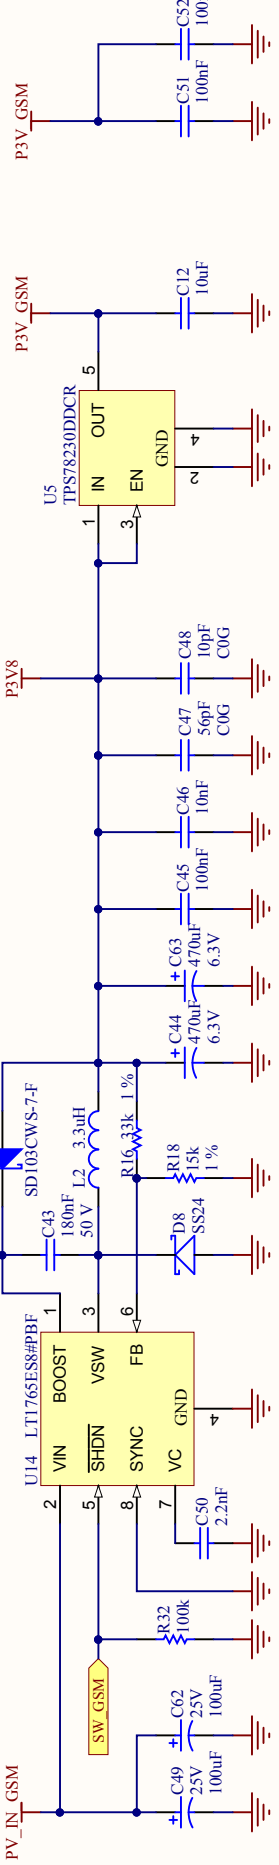 PV_IN_GSM
C49
25V
100uF
C62
25V
100uF
SW_GSM
R32
100k
C50
2.2nF
U14 LT1765ES8#PBF
2 VIN
BOOST 1
5 SHDN
VSW 3
8 SYNC
FB 6
7 VC
GND
4
C43
180nF
50 V
SD103CWS-7-F
L2 3.3uH
D8
SS24
R16 33k 1 %
R18
15k
1 %
C44
470uF
6.3V
C63
470uF
6.3V
C45
100nF
C46
10nF
C47
56pF
C0G
C48
10pF
C0G
P3V8
U5
TPS78230DDCR
1 IN
OUT 5
3 EN
GND
2 4
P3V_GSM
C12
10uF
P3V_GSM
C51
100nF
C52